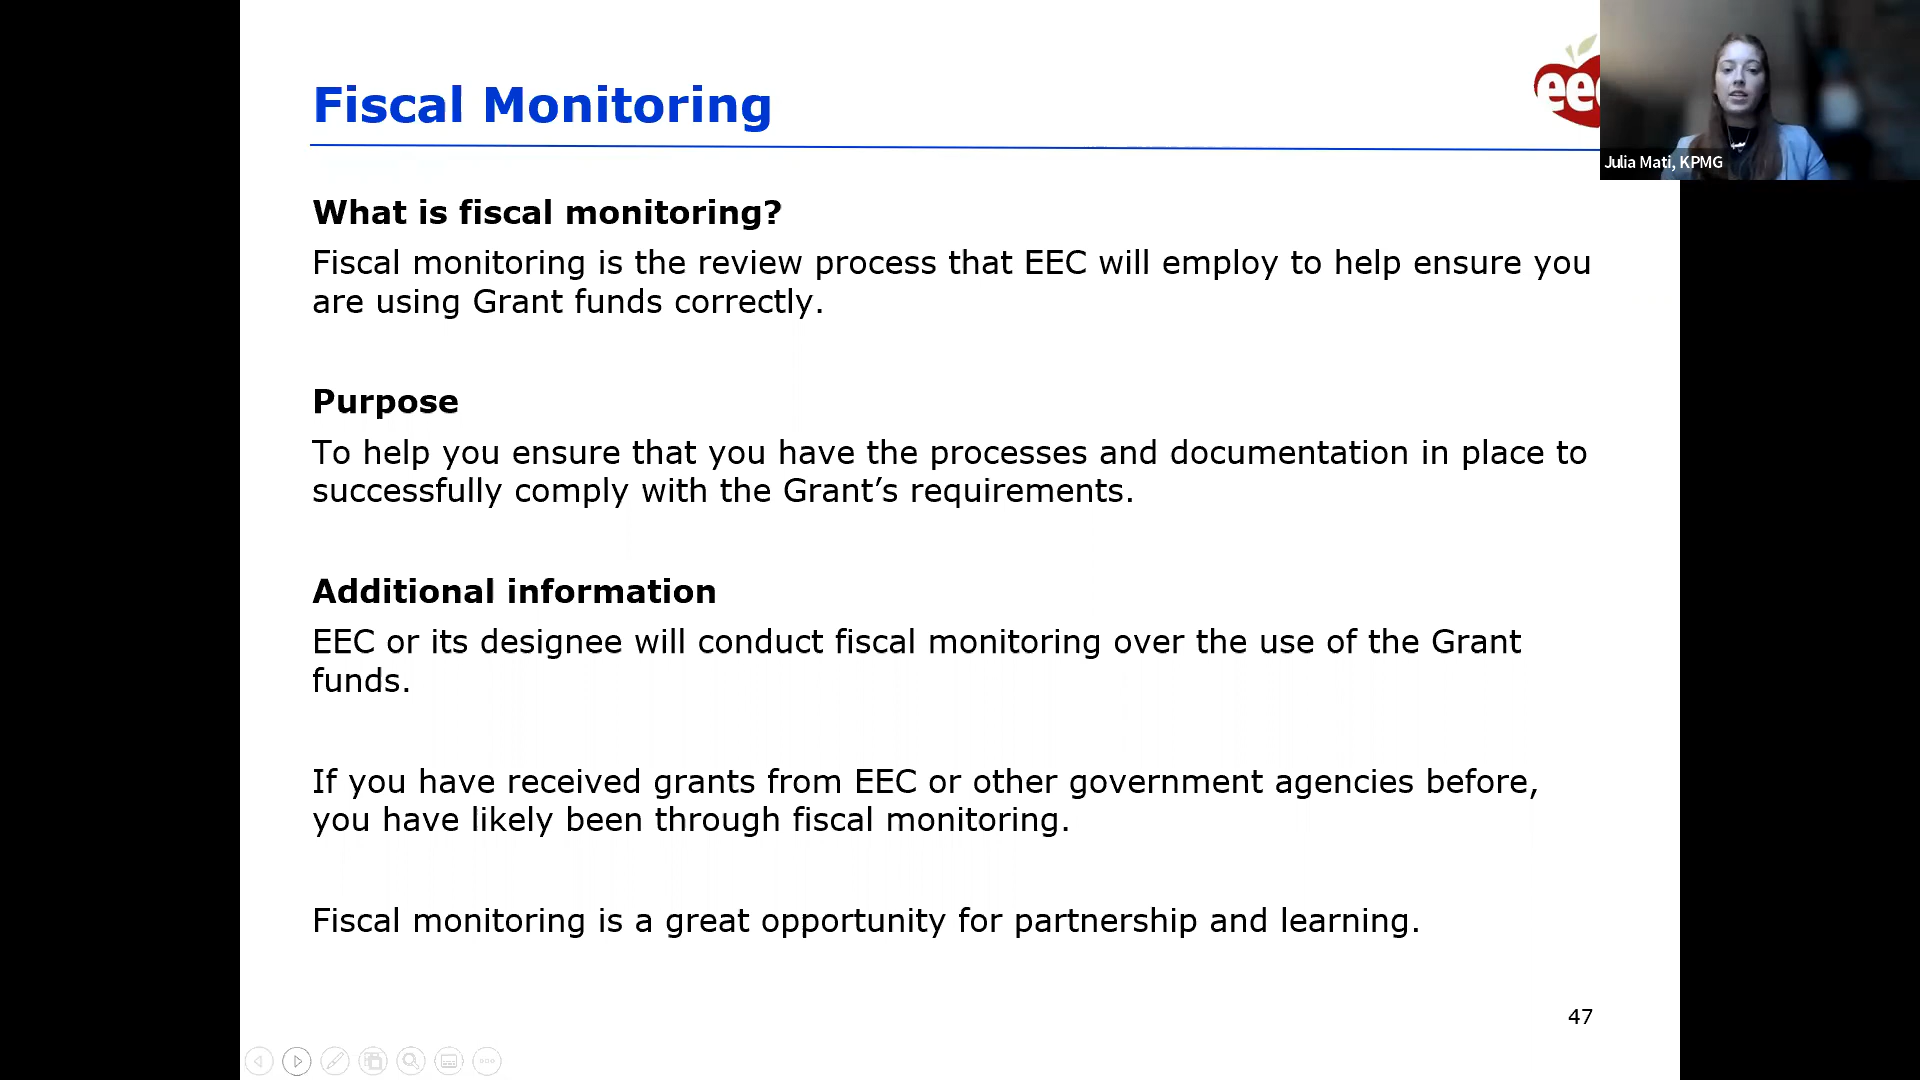 Fiscal Monitoring
ee
Julia Mati, KPMG
What is fiscal monitoring?
Fiscal monitoring is the review process that EEC will employ to help ensure you
are using Grant funds correctly.
Purpose
To help you ensure that you have the processes and documentation in place to
successfully comply with the Grant’s requirements.
Additional information
EEC or its designee will conduct fiscal monitoring over the use of the Grant
funds.
If you have received grants from EEC or other government agencies before,
you have likely been through fiscal monitoring.
Fiscal monitoring is a great opportunity for partnership and learning.
47